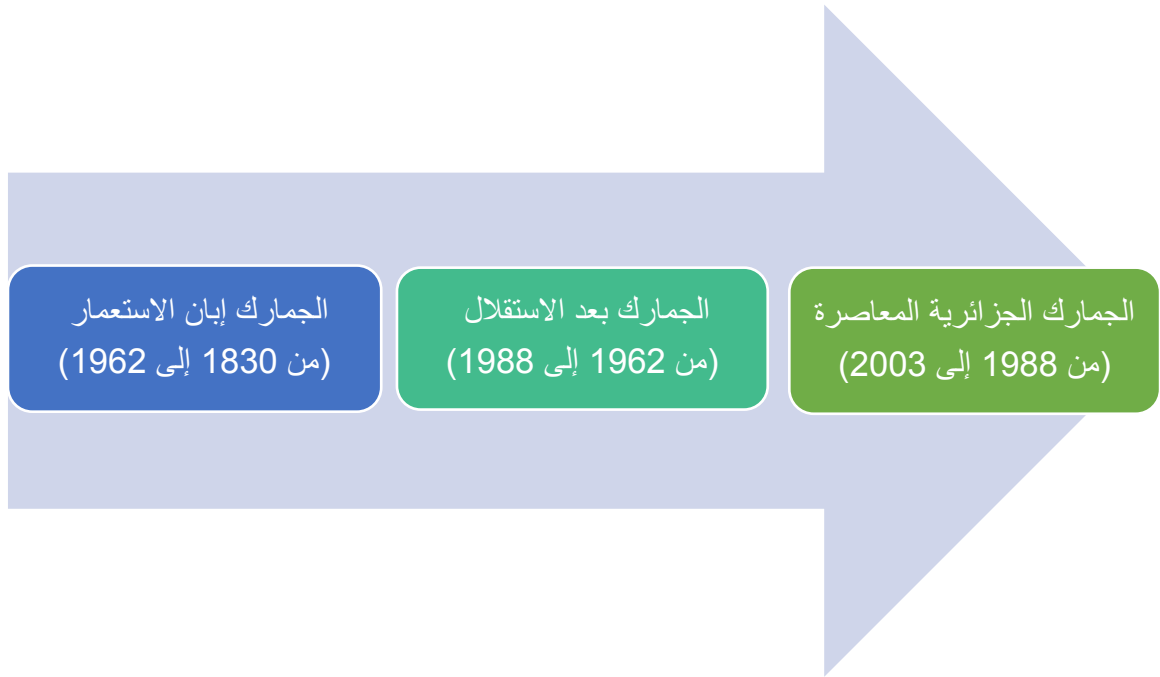 الجمارك إبان الاستعمار
(من 1830 إلى 1962)
الجمارك بعد الاستقلال
(من 1962 إلى 1988)
الجمارك الجزائرية المعاصرة
(من 1988 إلى 2003)